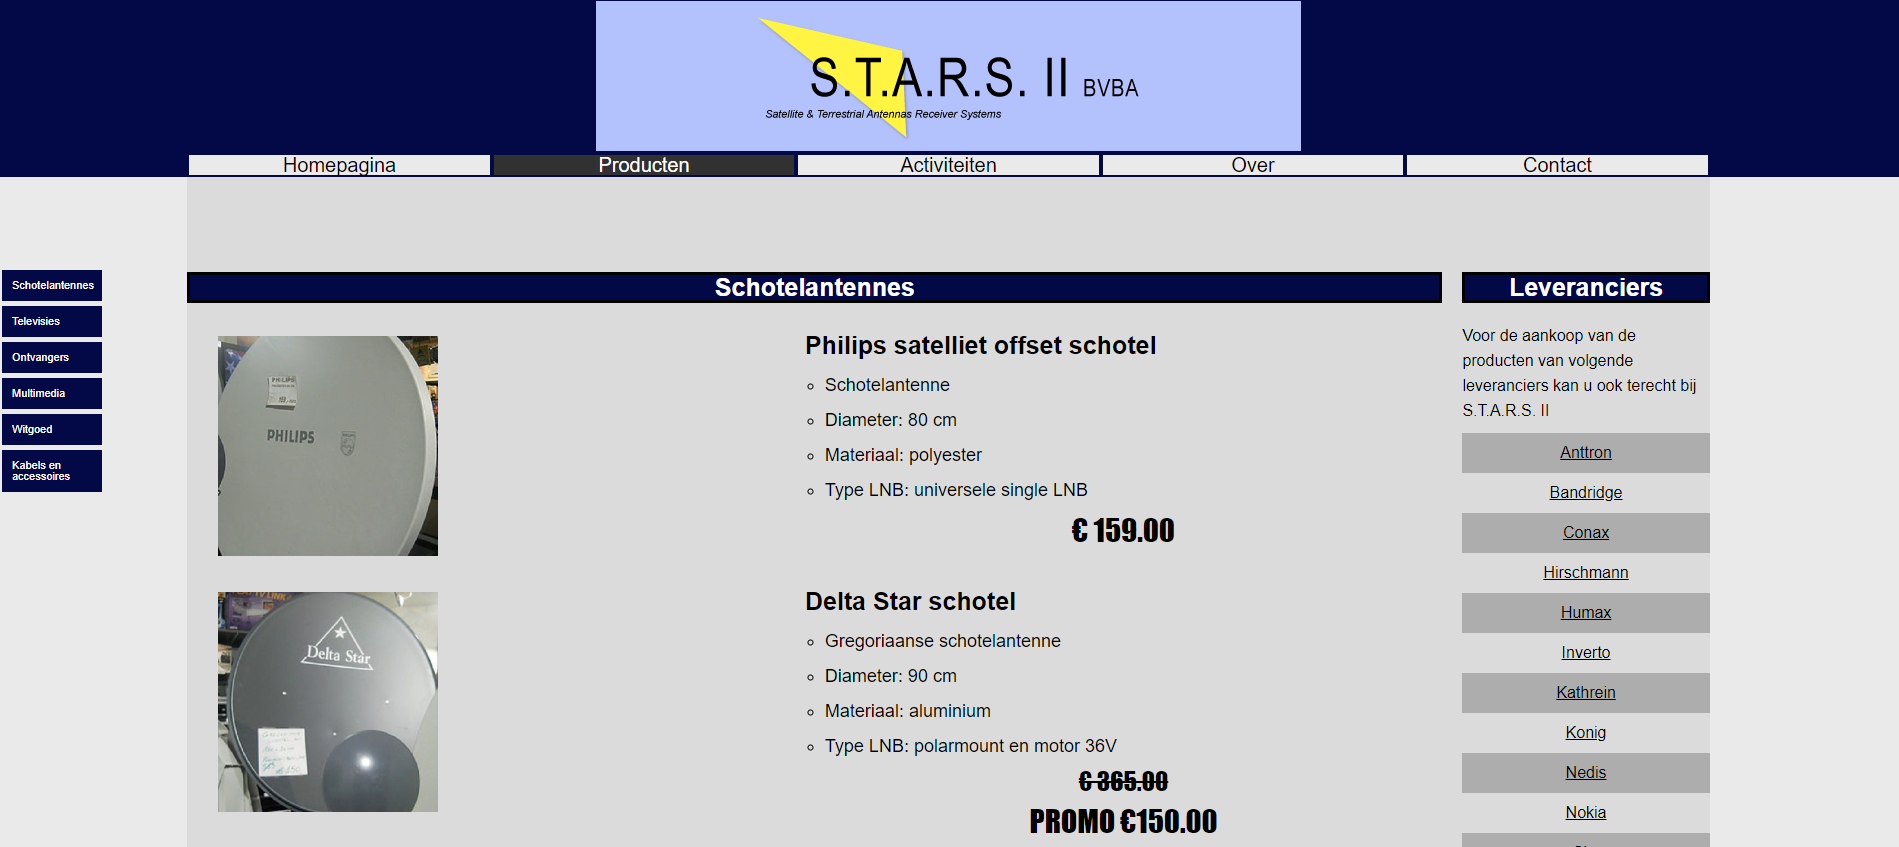 S.T.A.R.S. II BVBA
Satellite & Terrestrial Antennas Receiver Systems
Homepagina
Producten
Activiteiten
Over
Contact
Schotelantennes
Televisies
Ontvangers
Multimedia
Witgoed
Kabels en
accessoires
Schotelantennes
PHILIPS
PHILIPS
Philips satelliet offset schotel
Schotelantenne
Diameter: 80 cm
Materiaal: polyester
Type LNB: universele single LNB
€ 159.00
Delta Star
Delta Star schotel
Gregoriaanse schotelantenne
Diameter: 90 cm
Materiaal: aluminium
Type LNB: polarmount en motor 36V
€ 365.00
PROMO €150.00
Leveranciers
Voor de aankoop van de
producten van volgende
leveranciers kan u ook terecht bij
S.T.A.R.S. II
Anttron
Bandridge
Conax
Hirschmann
Humax
Inverto
Kathrein
Konig
Nedis
Nokia